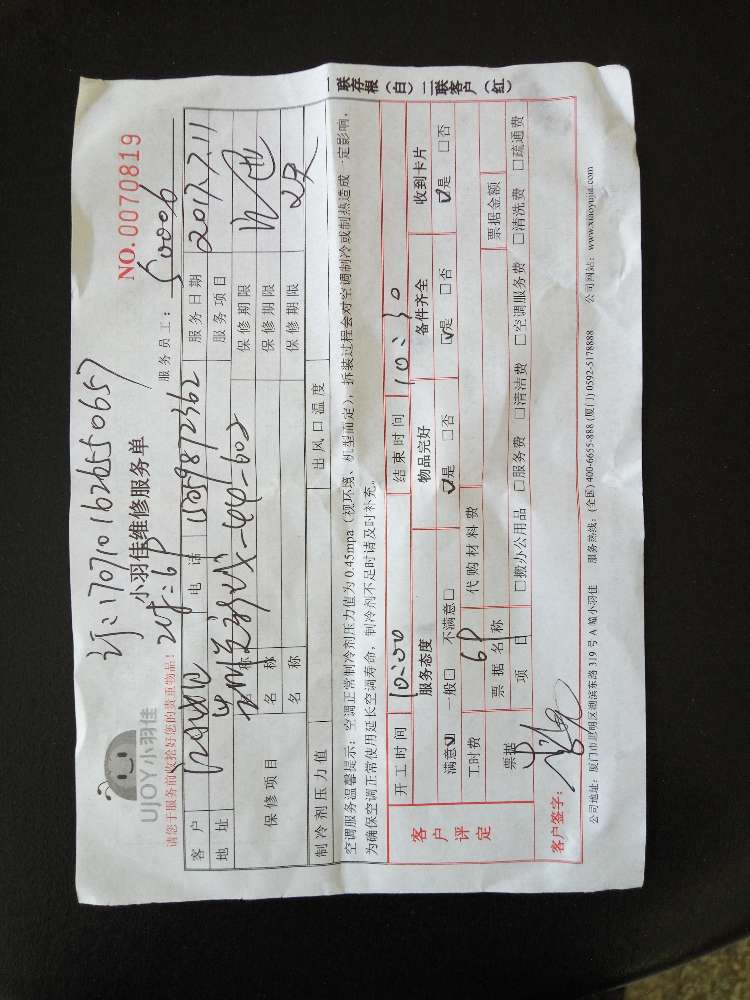 订:170710162655065​7
NO.0070819
UJOY小羽佳
小羽佳维修服务单
请您于服务前收拾好您的贵重物品!
服务员工: S0006
客户 电话 15059872362 服务日期 2017.7.11
地址 44-602 服务项目
保修项目 名称 保修期限
名称 保修期限
名称 保修期限
制冷剂压力值 出风口温度
空调服务温馨提示:空调正常制冷剂压力值为0.45mpa(视环境、机型而定),拆装过程会对空调制冷或制热造成一定影响,
为确保空调正常使用延长空调寿命,制冷剂不足时请及时补充。
客户评定
开工时间 10:00 结束时间 10:30
服务态度 物品完好 备件齐全 收到卡片
满意☑ 一般□ 不满意□ ☑是 □否 ☑是 □否 ☑是 □否
工时费 68 代购材料费
票据 票据名称 票据金额
项目 □搬办公用品 □服务费 □清洁费 □空调服务费 □清洗费 □疏通费
客户签字:
公司地址:厦门市思明区湖滨东路319号A幢小羽佳 服务热线:(全国)400-6655-888 (厦门)0592-5178888 公司网站:www.xiaoyujia.com
一联存根(白)二联客户(红)